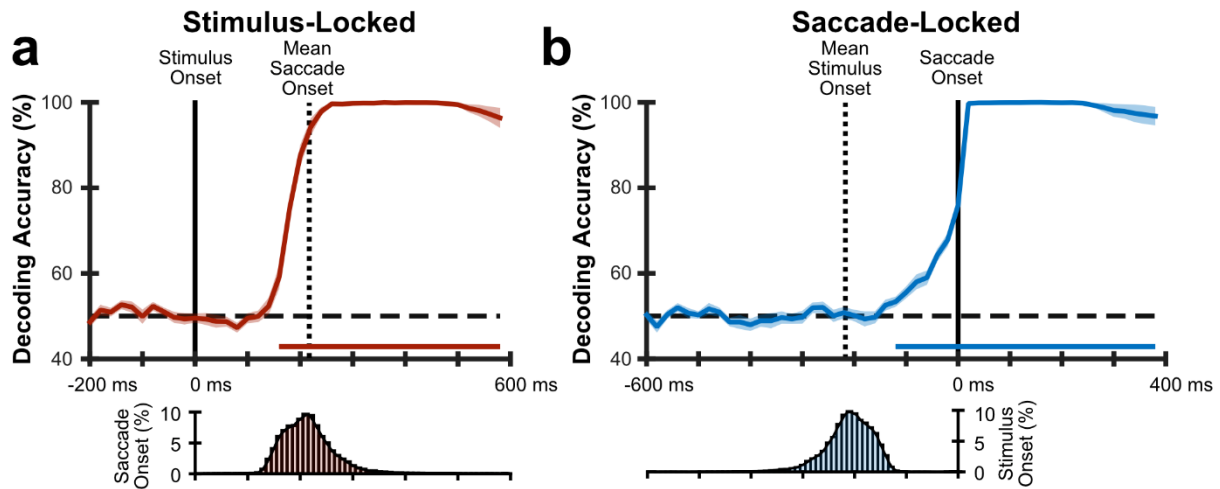 a
Stimulus-Locked
Stimulus
Onset
Mean
Saccade
Onset
Decoding Accuracy (%)
100
80
60
40
-200 ms
0 ms
600 ms
Saccade
Onset (%)
10
5
0
b
Saccade-Locked
Mean
Stimulus
Onset
Saccade
Onset
Decoding Accuracy (%)
100
80
60
40
-600 ms
0 ms
400 ms
10
5
0
Stimulus
Onset (%)